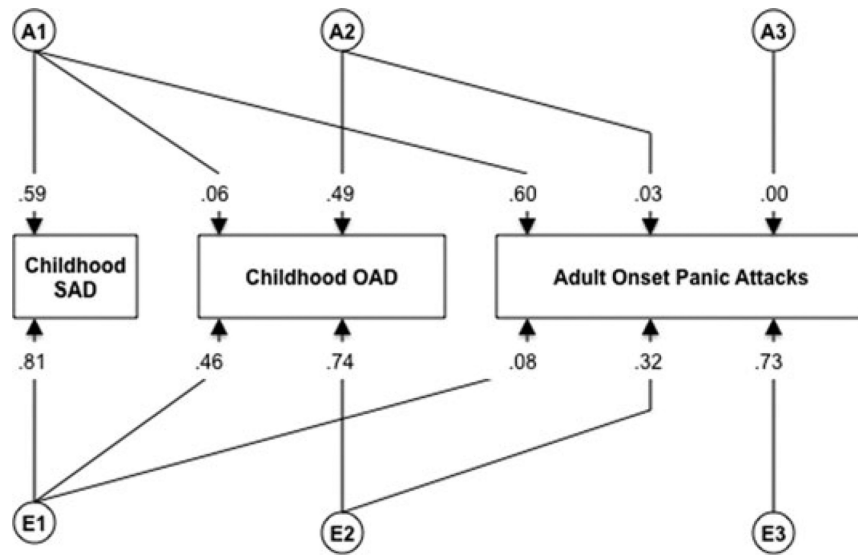 A1 A2 A3
.59 .06 .49 .60 .03 .00
Childhood
SAD
Childhood OAD
Adult Onset Panic Attacks
.81 .46 .74 .08 .32 .73
E1 E2 E3